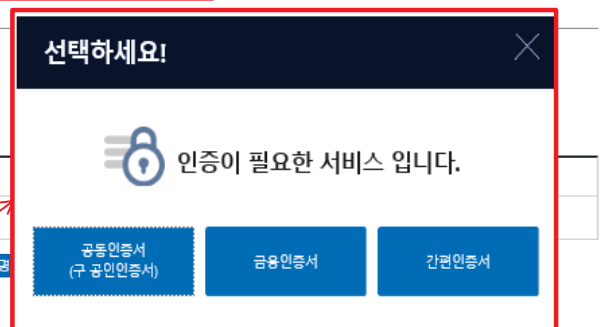 선택하세요!
인증이 필요한 서비스 입니다.
공동인증서
(구 공인인증서)
금융인증서
간편인증서
명